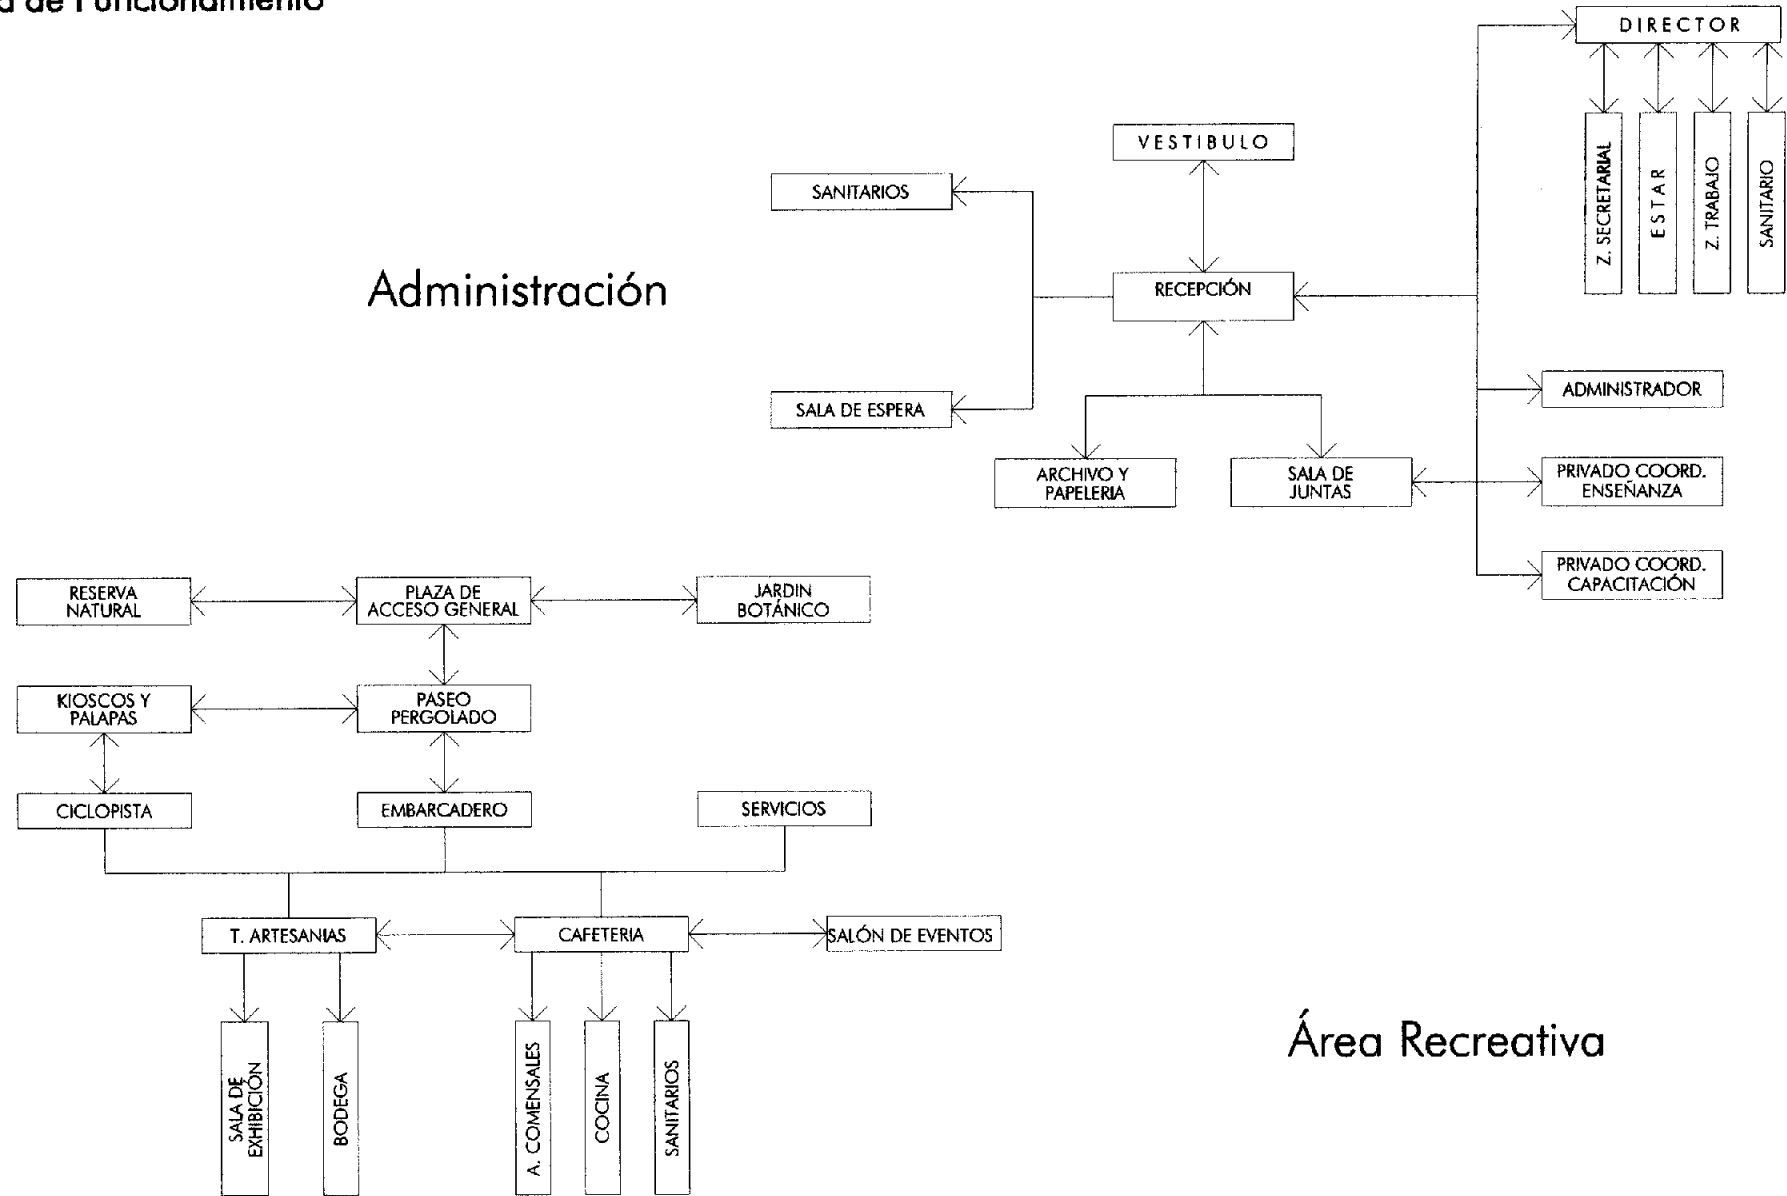 de Funcionamiento
DIRECTOR
Z. SECRETARIAL
ESTAR
Z. TRABAJO
SANITARIO
VESTIBULO
SANITARIOS
Administración
RECEPCIÓN
SALA DE ESPERA
ADMINISTRADOR
ARCHIVO Y
PAPELERIA
SALA DE
JUNTAS
PRIVADO COORD.
ENSEÑANZA
PRIVADO COORD.
CAPACITACIÓN
RESERVA
NATURAL
PLAZA DE
ACCESO GENERAL
JARDIN
BOTÁNICO
KIOSCOS Y
PALAPAS
PASEO
PERGOLADO
CICLOPISTA
EMBARCADERO
SERVICIOS
T. ARTESANIAS
CAFETERIA
SALÓN DE EVENTOS
SALA DE
EXHIBICIÓN
BODEGA
A. COMENSALES
COCINA
SANITARIOS
Área Recreativa